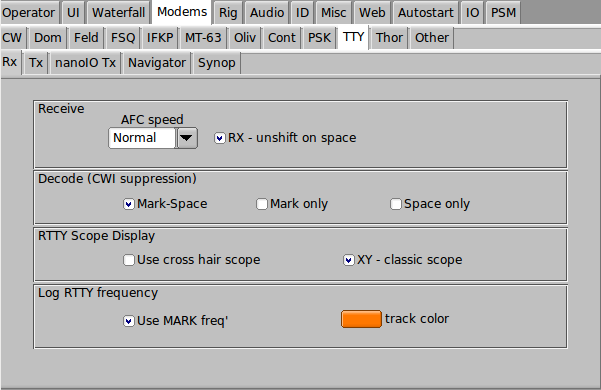 Operator UI Waterfall Modems Rig Audio ID Misc Web Autostart IO PSM
CW Dom Feld FSQ IFKP MT-63 Oliv Cont PSK TTY Thor Other
Rx Tx nanoIO Tx Navigator Synop
Receive
AFC speed
Normal RX - unshift on space
Decode (CWI suppression)
Mark-Space Mark only Space only
RTTY Scope Display
Use cross hair scope XY - classic scope
Log RTTY frequency
Use MARK freq' track color